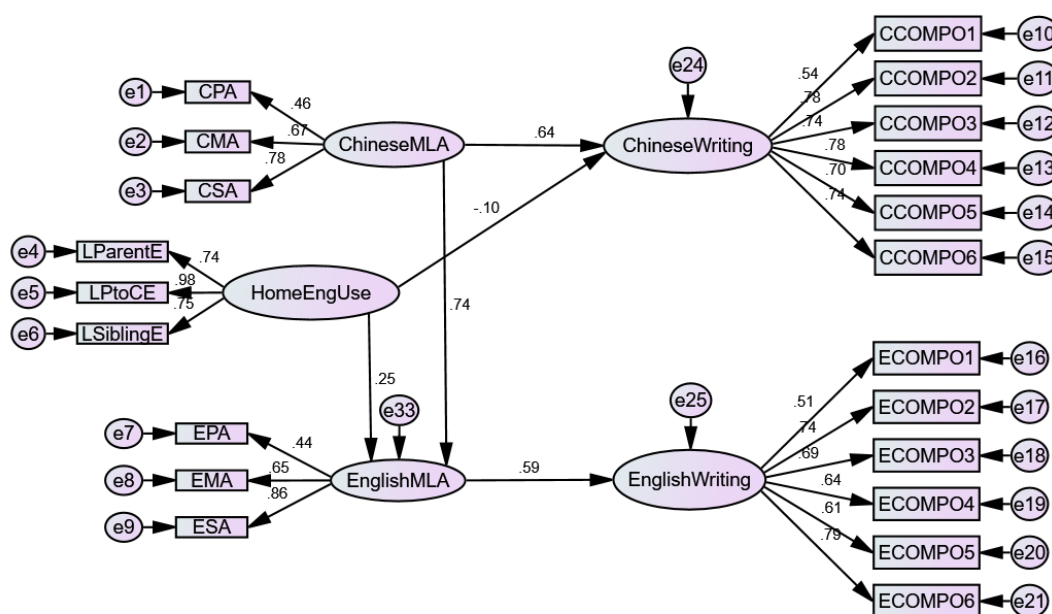 CCOMPO1
e10
.54
e24
CCOMPO2
e11
.78
e1
CPA
.46
CCOMPO3
e12
.74
e2
CMA
.67
ChineseMLA
.64
ChineseWriting
.78
CCOMPO4
e13
e3
CSA
.78
.70
CCOMPO5
e14
.74
-.10
CCOMPO6
e15
e4
LParentE
.74
e5
LPtoCE
.98
HomeEngUse
.75
.74
e6
LSiblingE
ECOMPO1
e16
.25
e33
e25
.51
ECOMPO2
e17
.74
e7
EPA
.44
.69
ECOMPO3
e18
e8
EMA
.65
EnglishMLA
.59
EnglishWriting
.64
ECOMPO4
e19
e9
ESA
.86
.61
.79
ECOMPO5
e20
ECOMPO6
e21